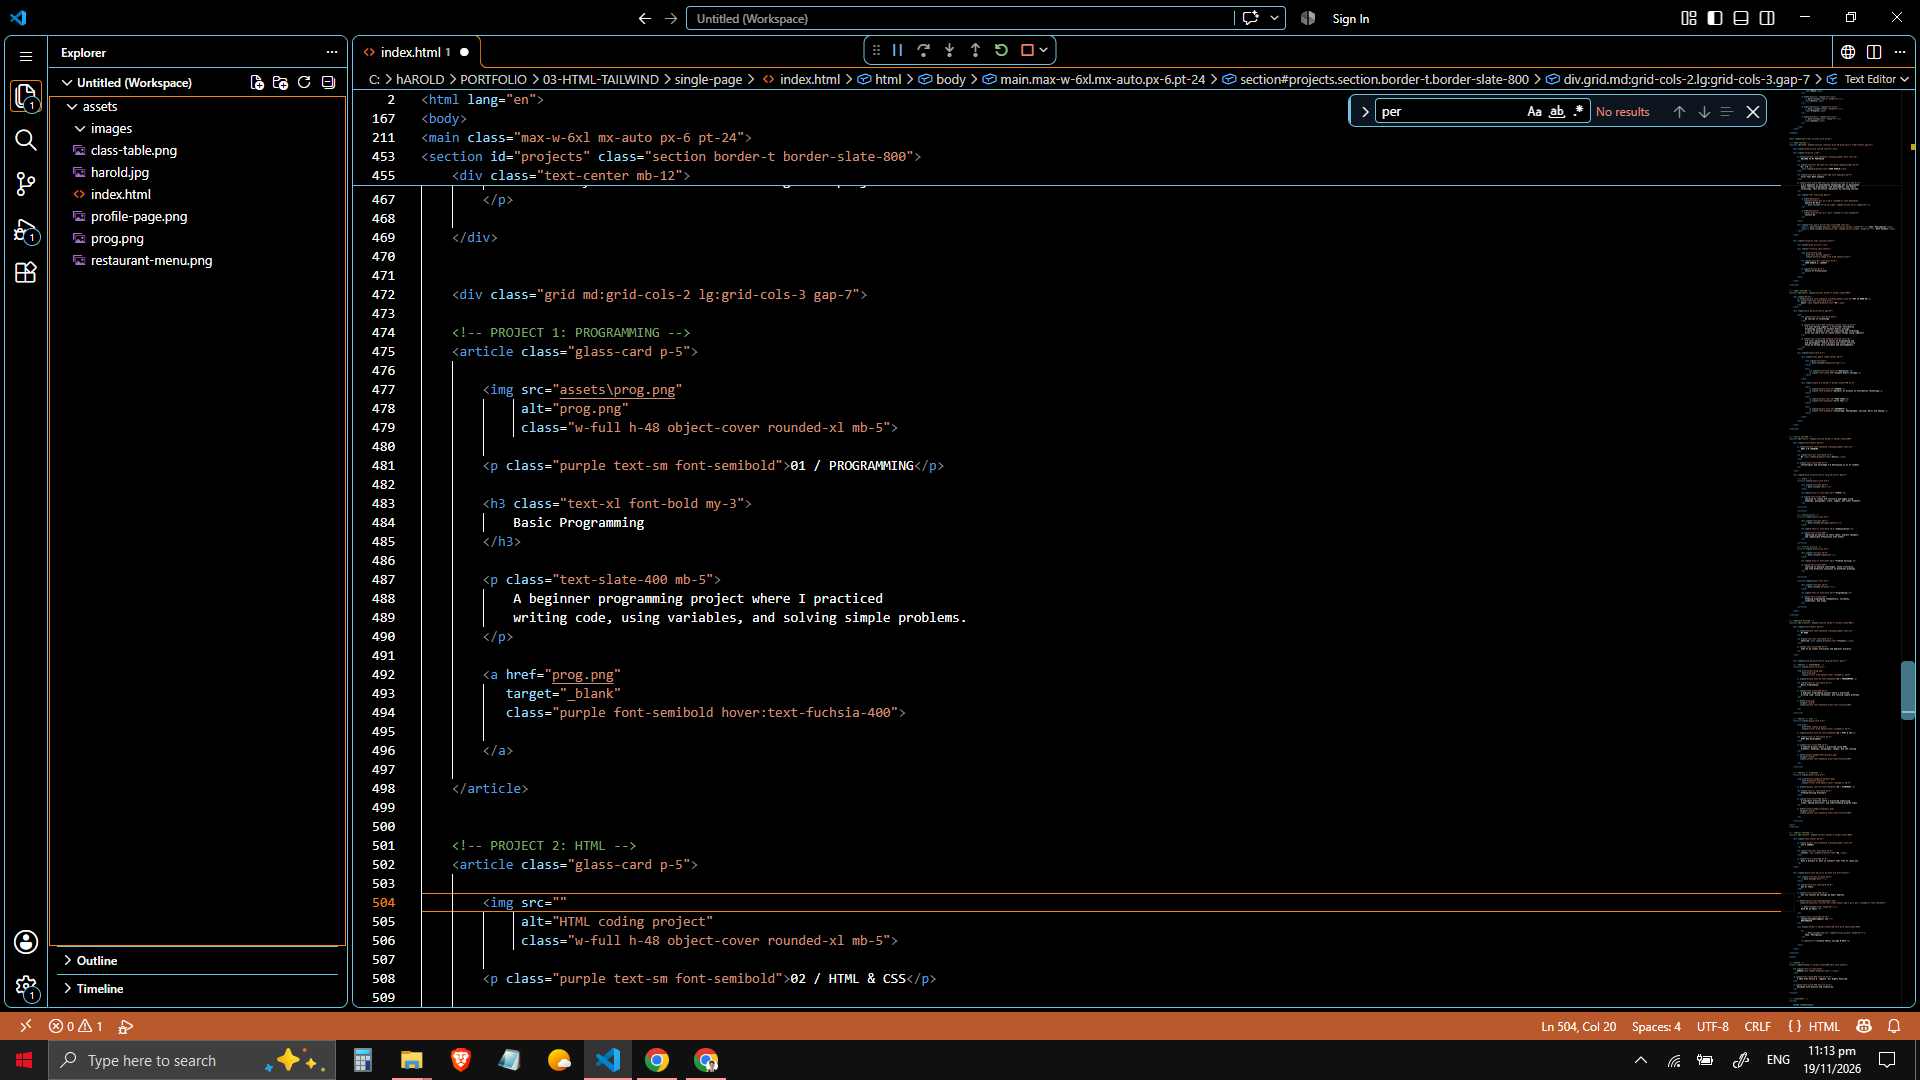 Untitled (Workspace)
Sign In
Explorer
Untitled (Workspace)
assets
images
class-table.png
harold.jpg
index.html
profile-page.png
prog.png
restaurant-menu.png
Outline
Timeline
index.html 1
C: > hAROLD > PORTFOLIO > 03-HTML-TAILWIND > single-page > index.html > html > body > main.max-w-6xl.mx-auto.px-6.pt-24 > section#projects.section.border-t.border-slate-800 > div.grid.md:grid-cols-2.lg:grid-cols-3.gap-7 >
Text Editor
per
Aa ab .*
No results
2 <html lang="en">
167 <body>
211 <main class="max-w-6xl mx-auto px-6 pt-24">
453 <section id="projects" class="section border-t border-slate-800">
455 <div class="text-center mb-12">
467 </p>
468
469 </div>
470
471
472 <div class="grid md:grid-cols-2 lg:grid-cols-3 gap-7">
473
474 <!-- PROJECT 1: PROGRAMMING -->
475 <article class="glass-card p-5">
476
477 <img src="assets\prog.png"
478 alt="prog.png"
479 class="w-full h-48 object-cover rounded-xl mb-5">
480
481 <p class="purple text-sm font-semibold">01 / PROGRAMMING</p>
482
483 <h3 class="text-xl font-bold my-3">
484 Basic Programming
485 </h3>
486
487 <p class="text-slate-400 mb-5">
488 A beginner programming project where I practiced
489 writing code, using variables, and solving simple problems.
490 </p>
491
492 <a href="prog.png"
493 target="_blank"
494 class="purple font-semibold hover:text-fuchsia-400">
495
496 </a>
497
498 </article>
499
500
501 <!-- PROJECT 2: HTML -->
502 <article class="glass-card p-5">
503
504 <img src=""
505 alt="HTML coding project"
506 class="w-full h-48 object-cover rounded-xl mb-5">
507
508 <p class="purple text-sm font-semibold">02 / HTML & CSS</p>
509
1
1
1
0 1
Ln 504, Col 20
Spaces: 4
UTF-8
CRLF
{ } HTML
Type here to search
ENG
11:13 pm
19/11/2026